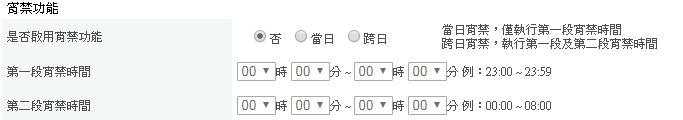 宵禁功能
是否啟用宵禁功能 否 當日 跨日 當日宵禁，僅執行第一段宵禁時間
跨日宵禁，執行第一段及第二段宵禁時間
第一段宵禁時間 00 時 00 分 ~ 00 時 00 分 例：23:00 ~ 23:59
第二段宵禁時間 00 時 00 分 ~ 00 時 00 分 例：00:00 ~ 08:00